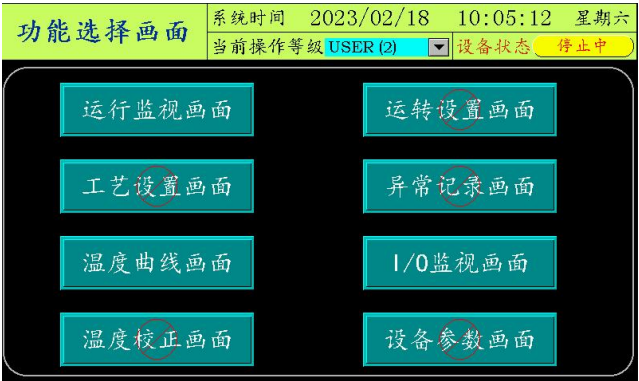 功能选择画面
系统时间 2023/02/18 10:05:12 星期六
当前操作等级 USER (2) 设备状态 停止中
运行监视画面 运转设置画面
工艺设置画面 异常记录画面
温度曲线画面 I/O监视画面
温度校正画面 设备参数画面